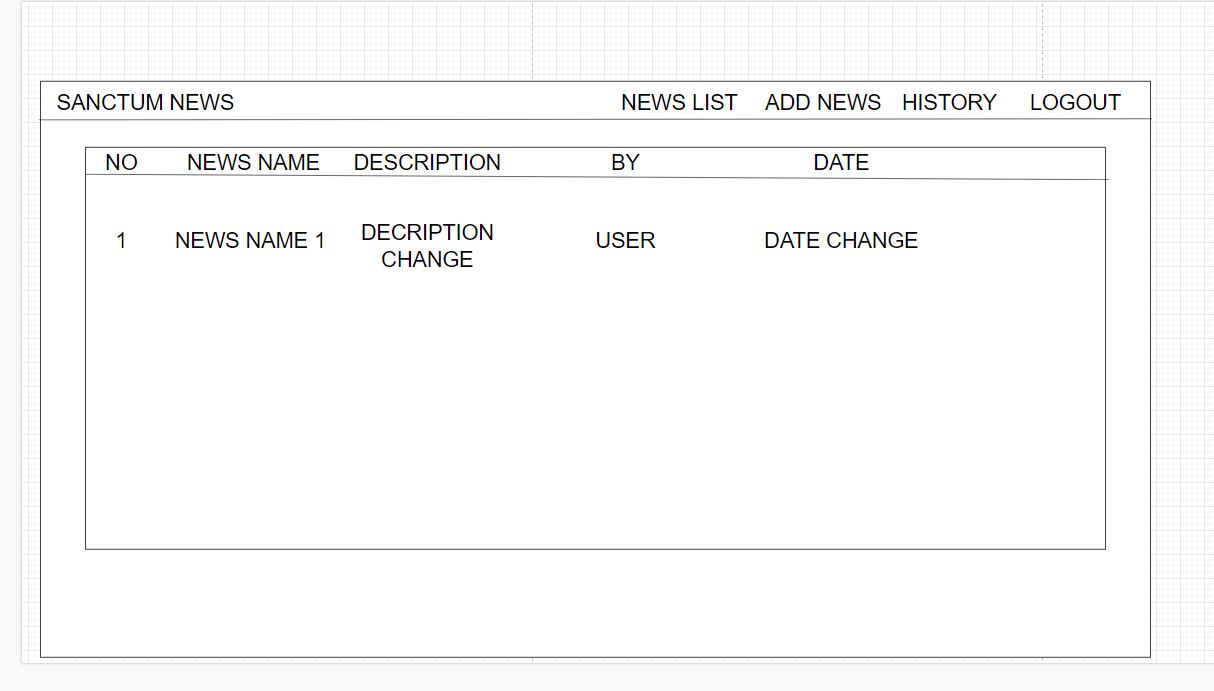 SANCTUM NEWS NEWS LIST ADD NEWS HISTORY LOGOUT
NO NEWS NAME DESCRIPTION BY DATE
1 NEWS NAME 1 DECRIPTION CHANGE USER DATE CHANGE